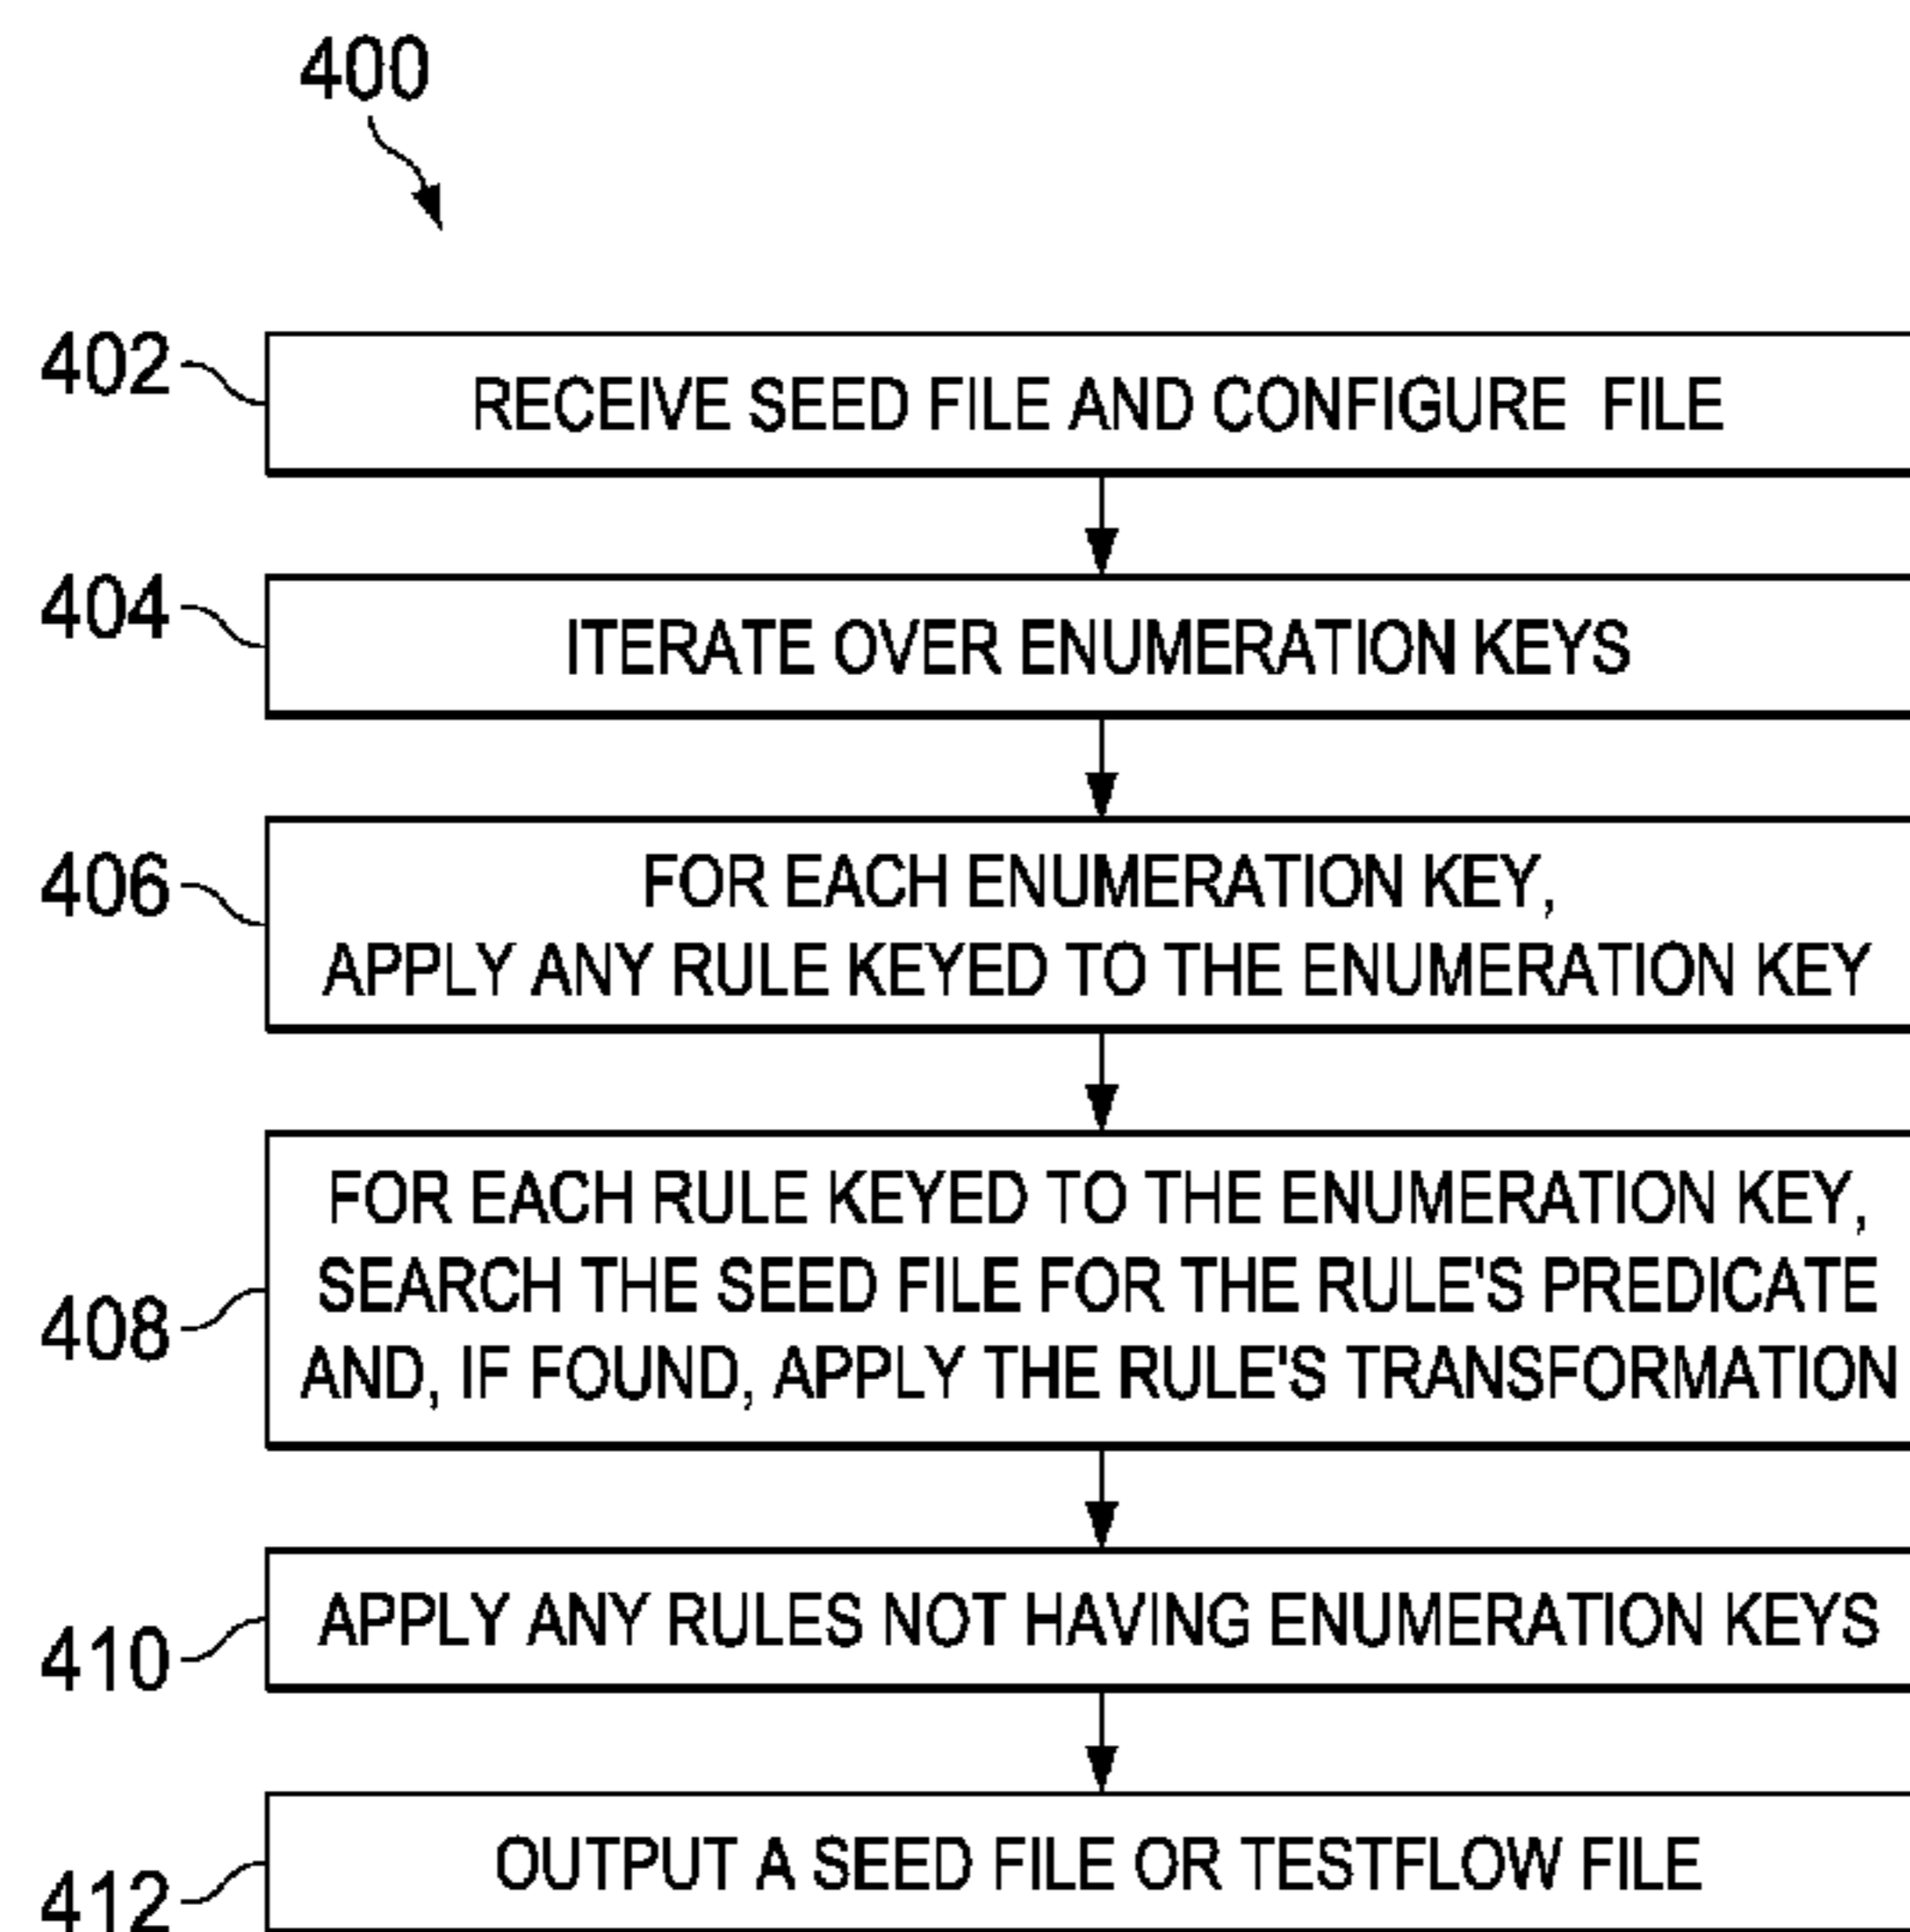 400
402
RECEIVE SEED FILE AND CONFIGURE FILE
404
ITERATE OVER ENUMERATION KEYS
406
FOR EACH ENUMERATION KEY,
APPLY ANY RULE KEYED TO THE ENUMERATION KEY
408
FOR EACH RULE KEYED TO THE ENUMERATION KEY,
SEARCH THE SEED FILE FOR THE RULE'S PREDICATE
AND, IF FOUND, APPLY THE RULE'S TRANSFORMATION
410
APPLY ANY RULES NOT HAVING ENUMERATION KEYS
412
OUTPUT A SEED FILE OR TESTFLOW FILE